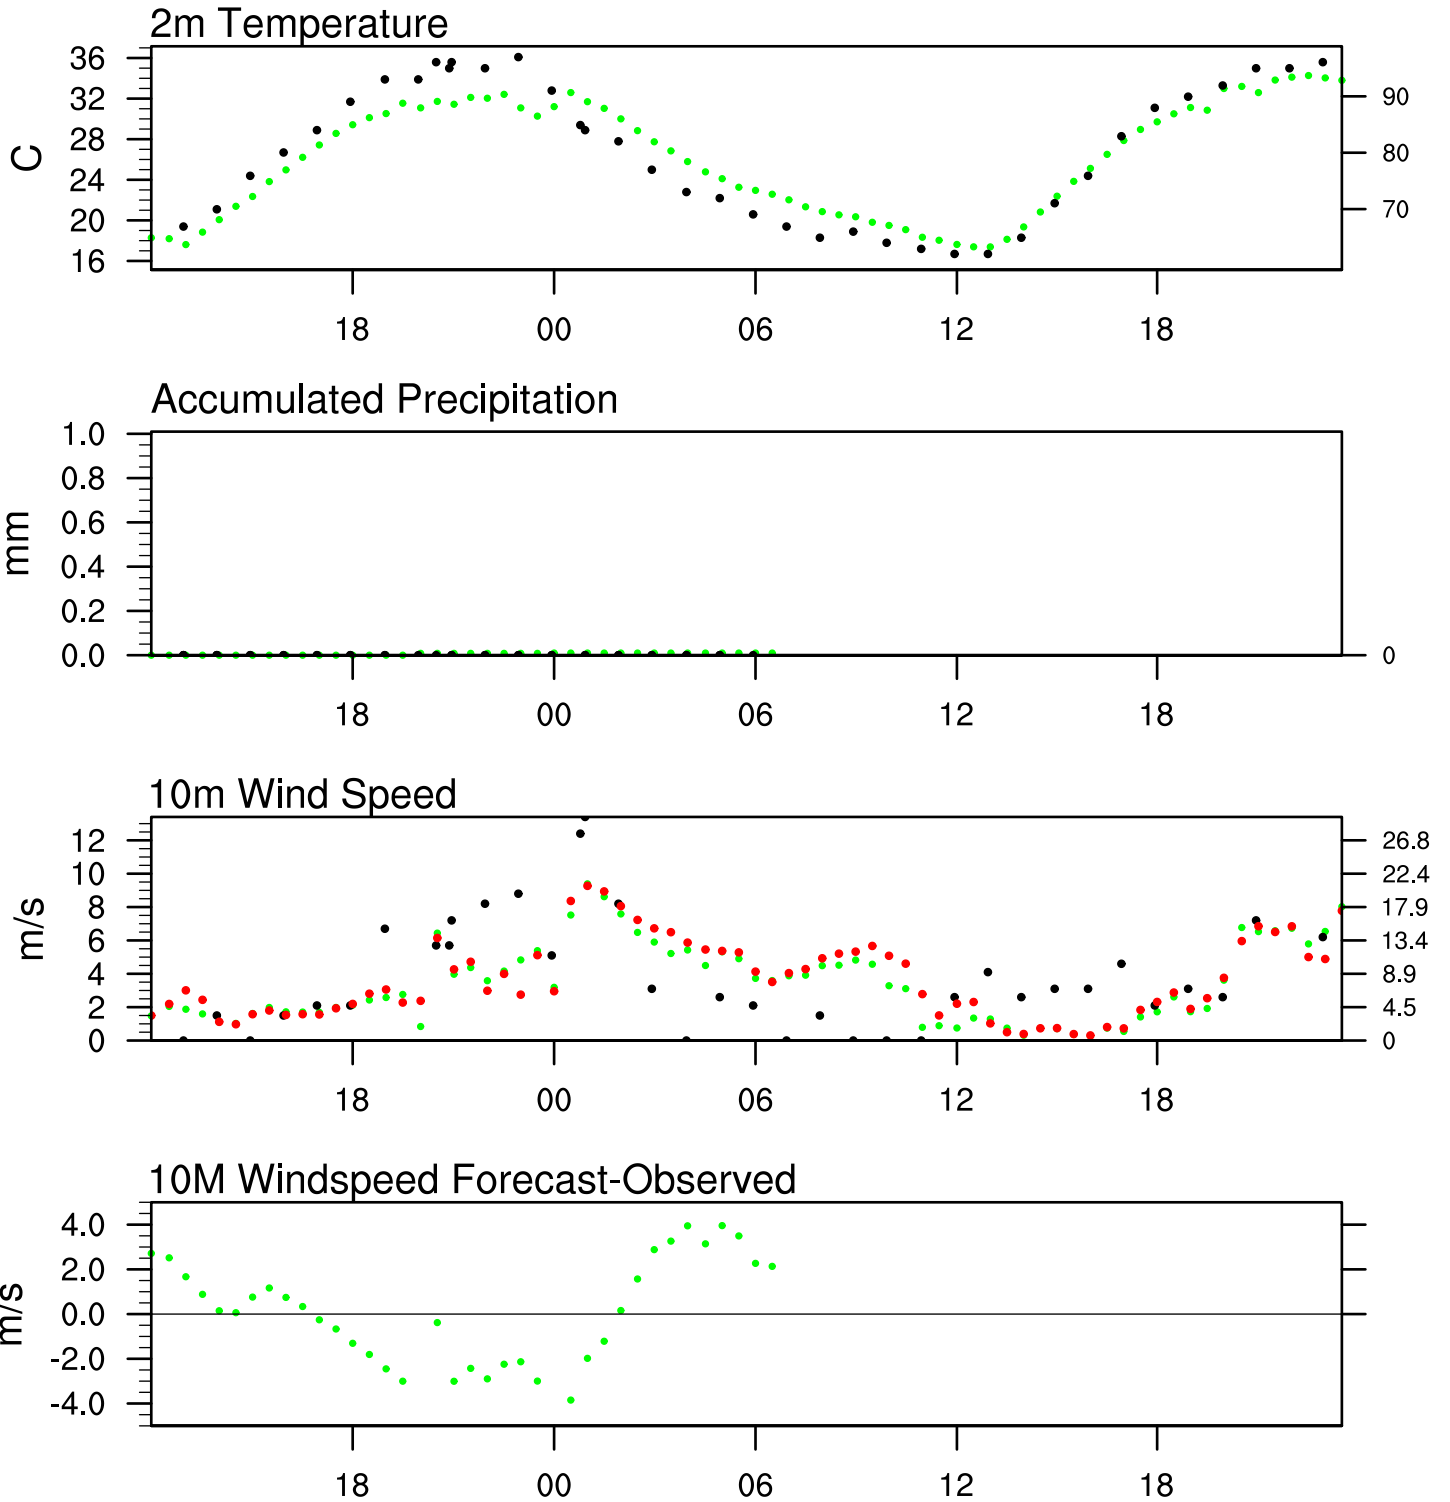 2m Temperature
36
32
28
24
20
16
C
90
80
70
18 00 06 12 18
Accumulated Precipitation
1.0
0.8
0.6
0.4
0.2
0.0
mm
0
18 00 06 12 18
10m Wind Speed
12
10
8
6
4
2
0
m/s
26.8
22.4
17.9
13.4
8.9
4.5
0
18 00 06 12 18
10M Windspeed Forecast-Observed
4.0
2.0
0.0
-2.0
-4.0
m/s
18 00 06 12 18